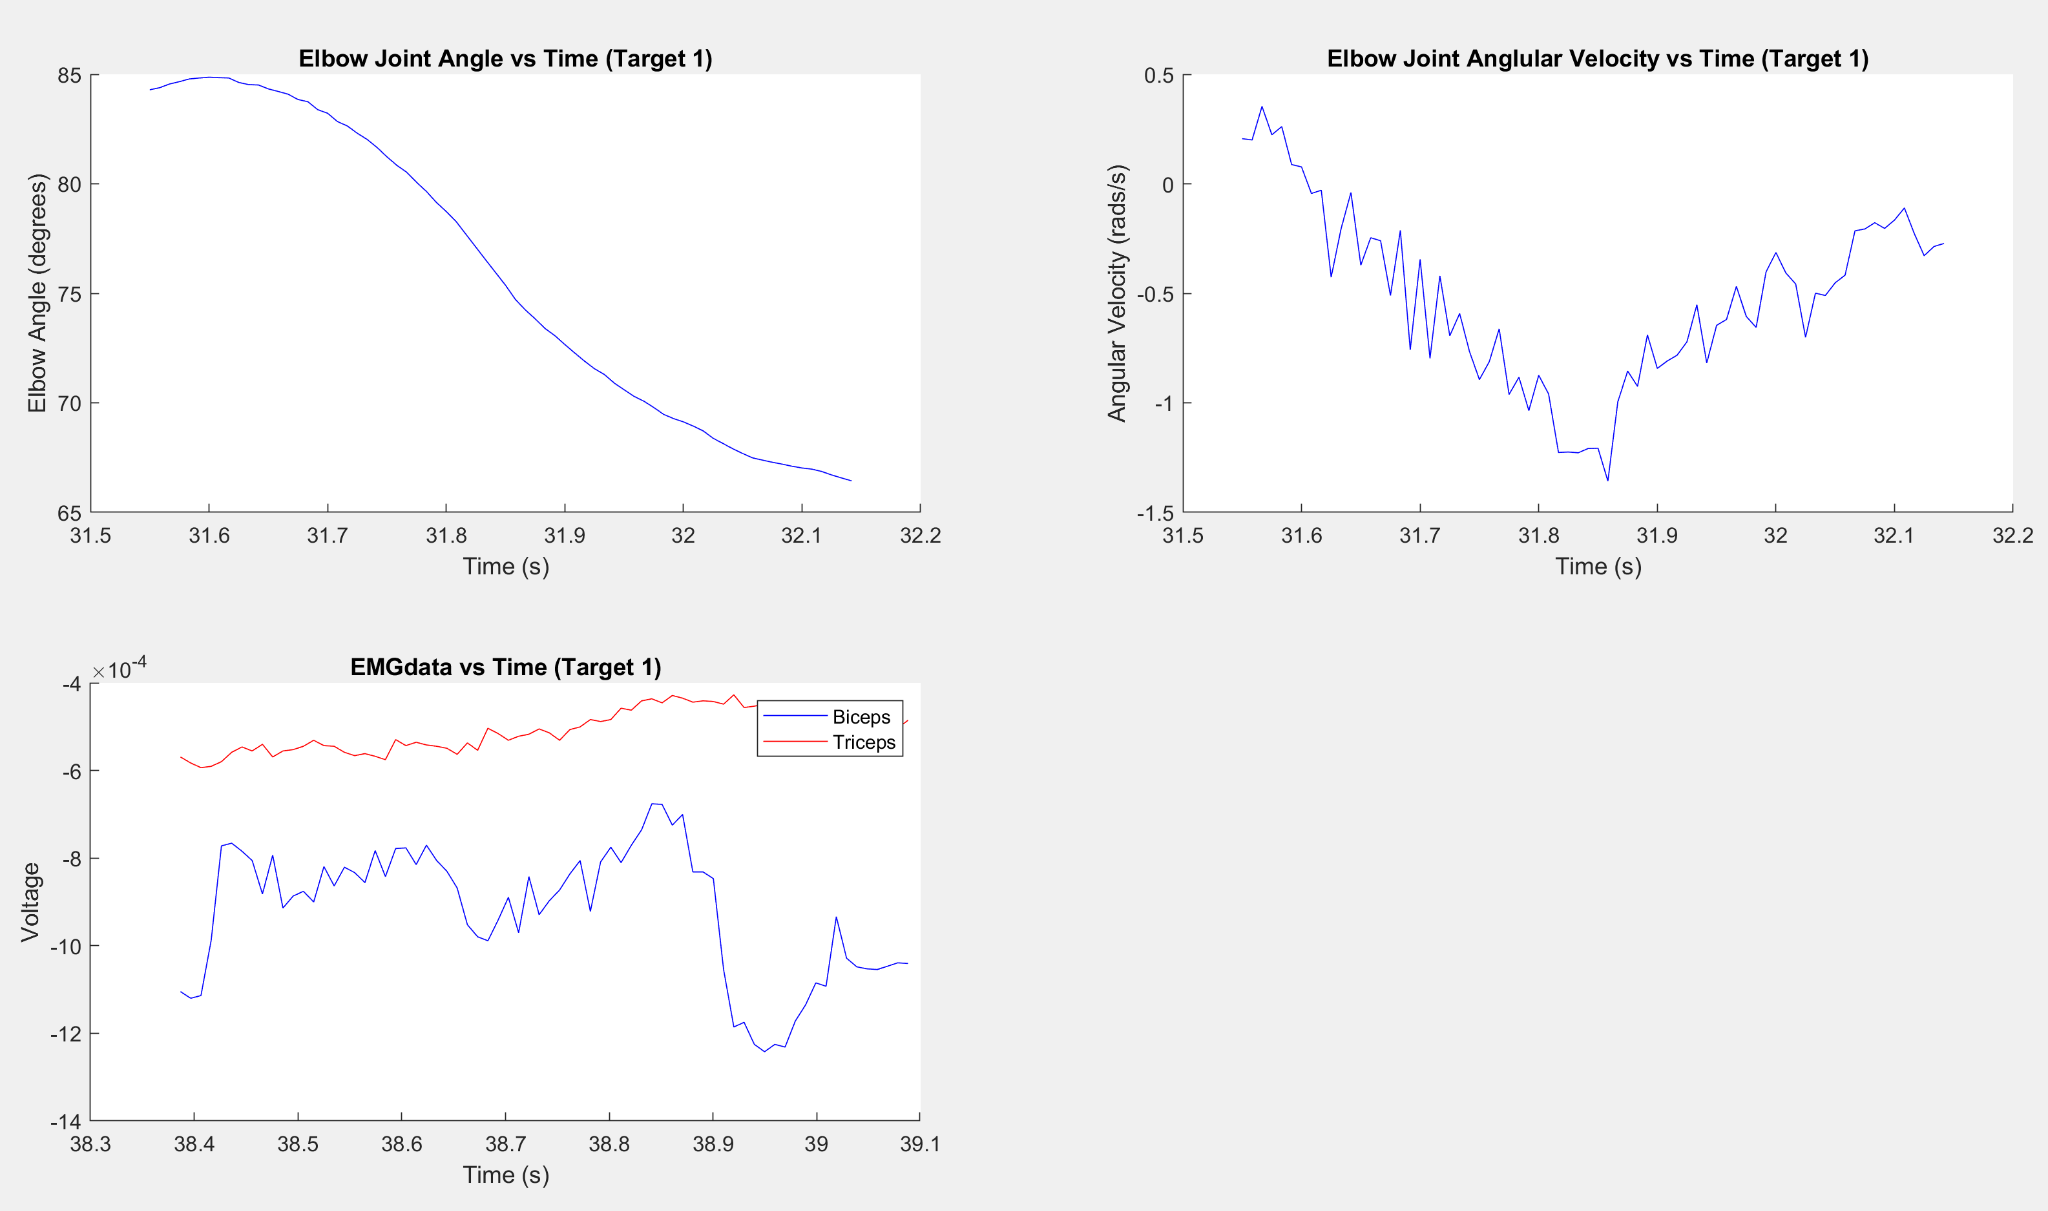 Elbow Joint Angle vs Time (Target 1)
85
80
75
70
65
Elbow Angle (degrees)
31.5 31.6 31.7 31.8 31.9 32 32.1 32.2
Time (s)
Elbow Joint Anglular Velocity vs Time (Target 1)
0.5
0
-0.5
-1
-1.5
Angular Velocity (rads/s)
31.5 31.6 31.7 31.8 31.9 32 32.1 32.2
Time (s)
EMGdata vs Time (Target 1)
×10-4
-4
-6
-8
-10
-12
-14
Voltage
Biceps
Triceps
38.3 38.4 38.5 38.6 38.7 38.8 38.9 39 39.1
Time (s)